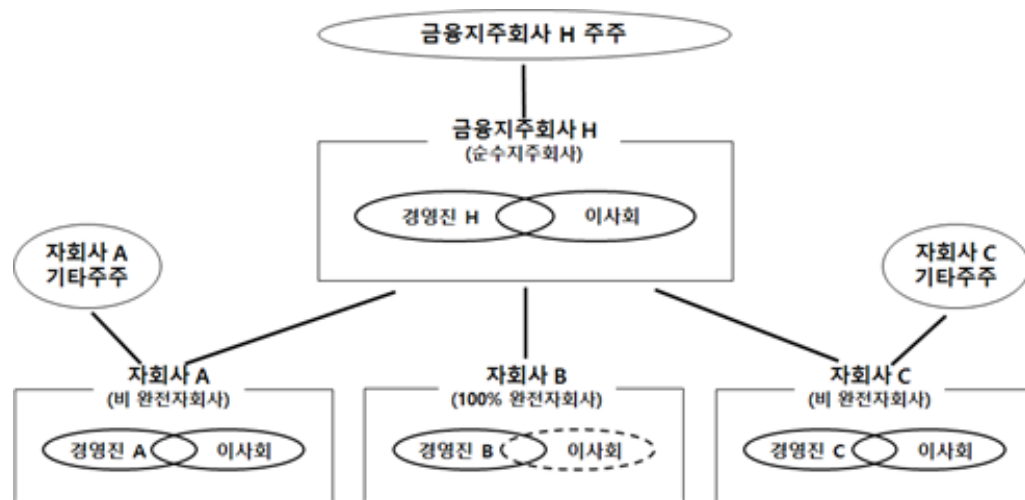 금융지주회사 H 주주
금융지주회사 H
(순수지주회사)
경영진 H
이사회
자회사 A
기타주주
자회사 C
기타주주
자회사 A
(비 완전자회사)
경영진 A
이사회
자회사 B
(100% 완전자회사)
경영진 B
이사회
자회사 C
(비 완전자회사)
경영진 C
이사회